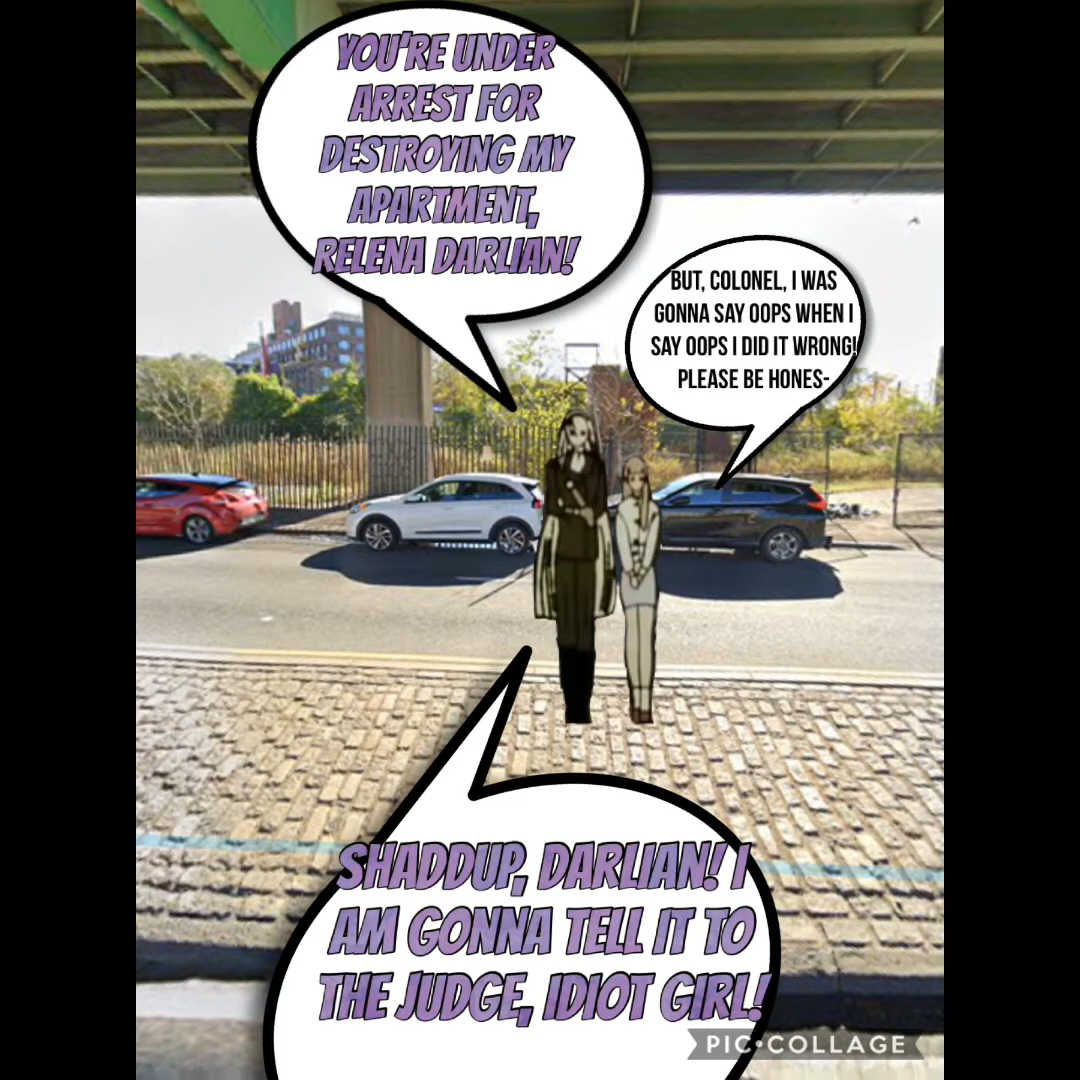 YOU'RE UNDER
ARREST FOR
DESTROYING MY
APARTMENT,
RELENA DARLIAN!
BUT, COLONEL, I WAS
GONNA SAY OOPS WHEN I
SAY OOPS I DID IT WRONG!
PLEASE BE HONES-
SHADDUP, DARLIAN! I
AM GONNA TELL IT TO
THE JUDGE, IDIOT GIRL!
PIC•COLLAGE